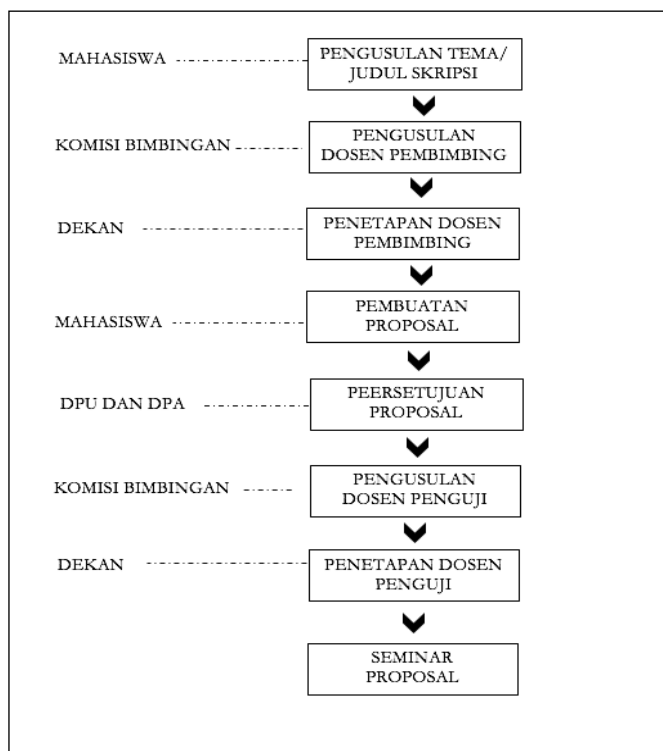 MAHASISWA
PENGUSULAN TEMA/
JUDUL SKRIPSI
KOMISI BIMBINGAN
PENGUSULAN
DOSEN PEMBIMBING
DEKAN
PENETAPAN DOSEN
PEMBIMBING
MAHASISWA
PEMBUATAN
PROPOSAL
DPU DAN DPA
PEERSETUJUAN
PROPOSAL
KOMISI BIMBINGAN
PENGUSULAN
DOSEN PENGUJI
DEKAN
PENETAPAN DOSEN
PENGUJI
SEMINAR
PROPOSAL